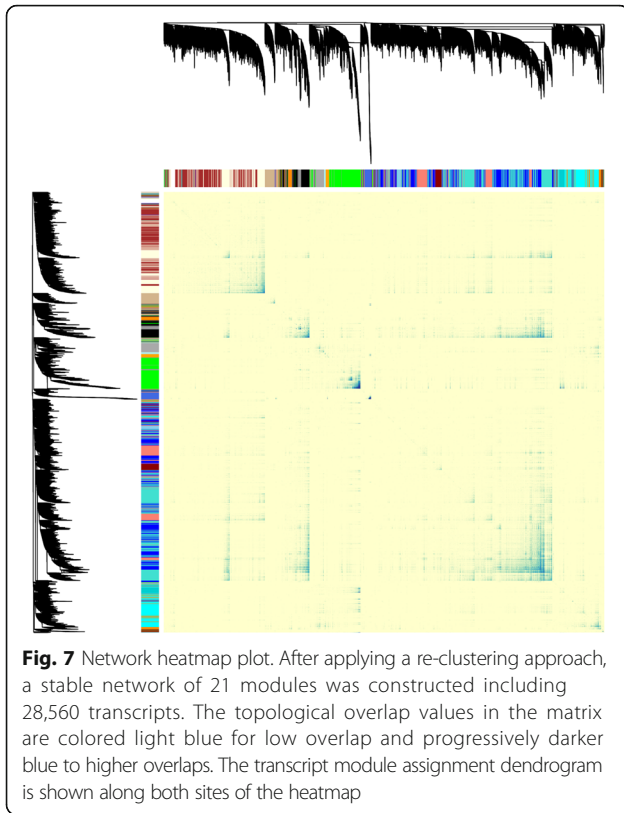 Fig. 7 Network heatmap plot. After applying a re-clustering approach,
a stable network of 21 modules was constructed including
28,560 transcripts. The topological overlap values in the matrix
are colored light blue for low overlap and progressively darker
blue to higher overlaps. The transcript module assignment dendrogram
is shown along both sites of the heatmap